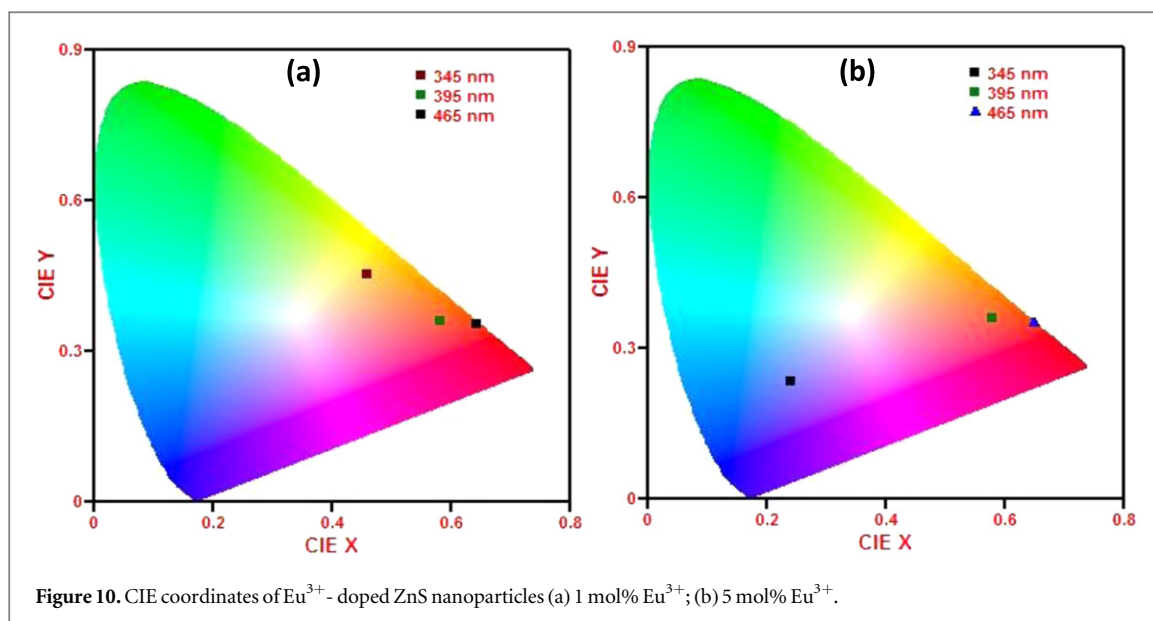 (a)
345 nm
395 nm
465 nm
0.9
0.6
0.3
0
CIE Y
0 0.2 0.4 0.6 0.8
CIE X
(b)
345 nm
395 nm
465 nm
0.9
0.6
0.3
0
CIE Y
0 0.2 0.4 0.6 0.8
CIE X
Figure 10. CIE coordinates of Eu³⁺- doped ZnS nanoparticles (a) 1 mol% Eu³⁺; (b) 5 mol% Eu³⁺.